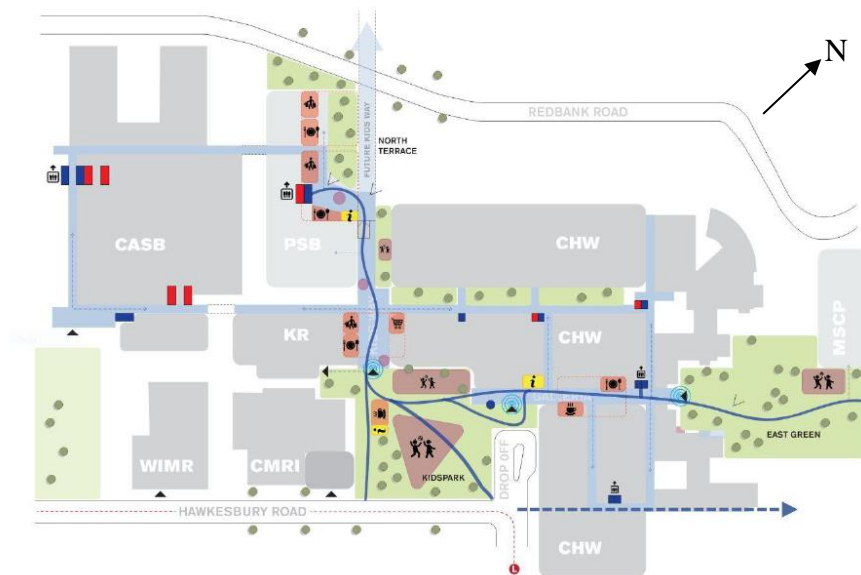 N
REDBANK ROAD
NORTH
TERRACE
FUTURE KIDS WAY
CASB
PSB
i
CHW
MSCP
KR
CHW
i
EAST GREEN
WIMR
CMRI
KIDSPARK
DROP OFF
HAWKESBURY ROAD
CHW
L